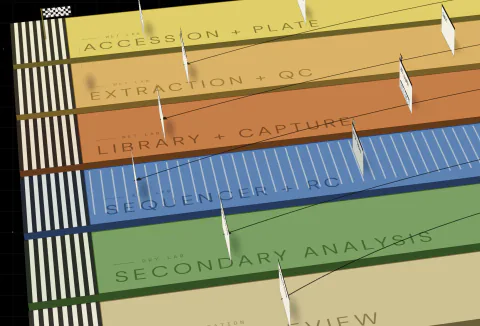 ACCESSION + PLATE
EXTRACTION + QC
LIBRARY + CAPTURE
SEQUENCER + RC
SECONDARY ANALYSIS